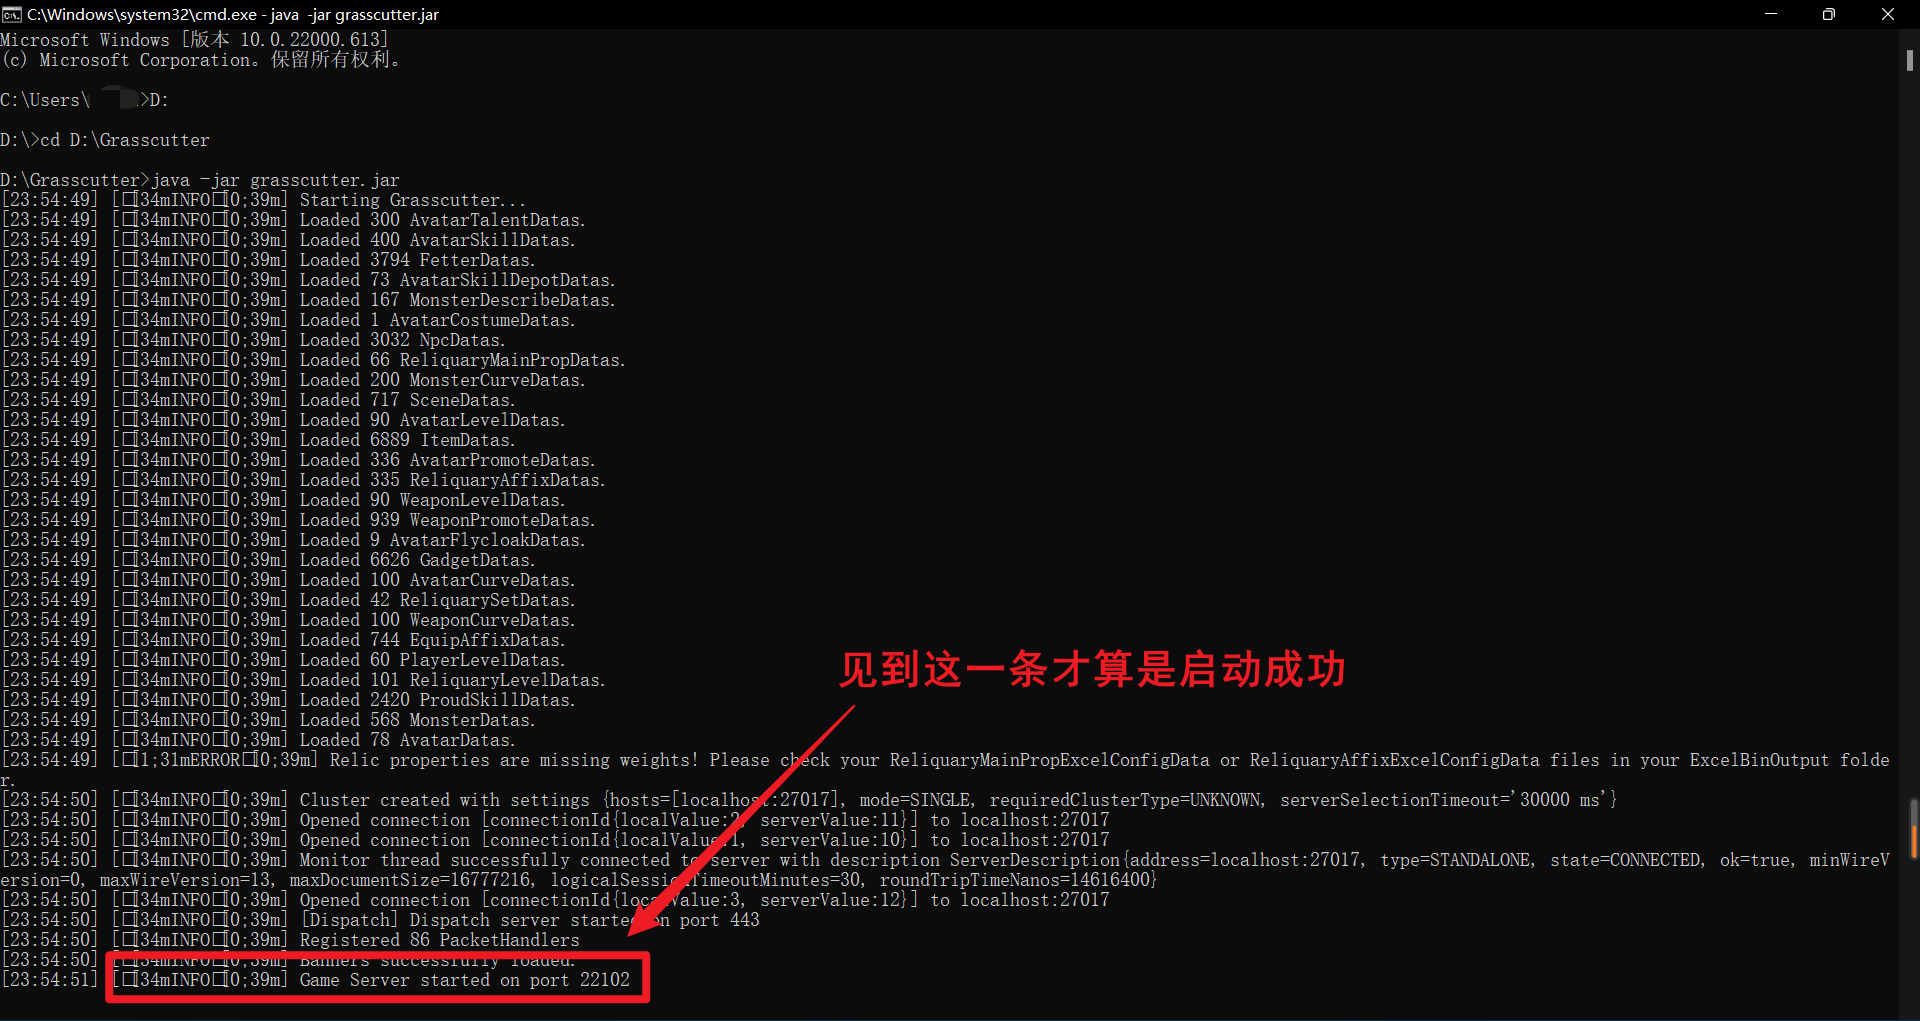 C:\Windows\system32\cmd.exe - java  -jar grasscutter.jar
Microsoft Windows [版本 10.0.22000.613]
(c) Microsoft Corporation。保留所有权利。
C:\Users\ >D:
D:\>cd D:\Grasscutter
D:\Grasscutter>java -jar grasscutter.jar
[23:54:49] [□[34mINFO□[0;39m] Starting Grasscutter...
[23:54:49] [□[34mINFO□[0;39m] Loaded 300 AvatarTalentDatas.
[23:54:49] [□[34mINFO□[0;39m] Loaded 400 AvatarSkillDatas.
[23:54:49] [□[34mINFO□[0;39m] Loaded 3794 FetterDatas.
[23:54:49] [□[34mINFO□[0;39m] Loaded 73 AvatarSkillDepotDatas.
[23:54:49] [□[34mINFO□[0;39m] Loaded 167 MonsterDescribeDatas.
[23:54:49] [□[34mINFO□[0;39m] Loaded 1 AvatarCostumeDatas.
[23:54:49] [□[34mINFO□[0;39m] Loaded 3032 NpcDatas.
[23:54:49] [□[34mINFO□[0;39m] Loaded 66 ReliquaryMainPropDatas.
[23:54:49] [□[34mINFO□[0;39m] Loaded 200 MonsterCurveDatas.
[23:54:49] [□[34mINFO□[0;39m] Loaded 717 SceneDatas.
[23:54:49] [□[34mINFO□[0;39m] Loaded 90 AvatarLevelDatas.
[23:54:49] [□[34mINFO□[0;39m] Loaded 6889 ItemDatas.
[23:54:49] [□[34mINFO□[0;39m] Loaded 336 AvatarPromoteDatas.
[23:54:49] [□[34mINFO□[0;39m] Loaded 335 ReliquaryAffixDatas.
[23:54:49] [□[34mINFO□[0;39m] Loaded 90 WeaponLevelDatas.
[23:54:49] [□[34mINFO□[0;39m] Loaded 939 WeaponPromoteDatas.
[23:54:49] [□[34mINFO□[0;39m] Loaded 9 AvatarFlycloakDatas.
[23:54:49] [□[34mINFO□[0;39m] Loaded 6626 GadgetDatas.
[23:54:49] [□[34mINFO□[0;39m] Loaded 100 AvatarCurveDatas.
[23:54:49] [□[34mINFO□[0;39m] Loaded 42 ReliquarySetDatas.
[23:54:49] [□[34mINFO□[0;39m] Loaded 100 WeaponCurveDatas.
[23:54:49] [□[34mINFO□[0;39m] Loaded 744 EquipAffixDatas.
[23:54:49] [□[34mINFO□[0;39m] Loaded 60 PlayerLevelDatas.
[23:54:49] [□[34mINFO□[0;39m] Loaded 101 ReliquaryLevelDatas.
[23:54:49] [□[34mINFO□[0;39m] Loaded 2420 ProudSkillDatas.
[23:54:49] [□[34mINFO□[0;39m] Loaded 568 MonsterDatas.
[23:54:49] [□[34mINFO□[0;39m] Loaded 78 AvatarDatas.
见到这一条才算是启动成功
[23:54:49] [□[1;31mERROR□[0;39m] Relic properties are missing weights! Please check your ReliquaryMainPropExcelConfigData or ReliquaryAffixExcelConfigData files in your ExcelBinOutput folde
r.
[23:54:50] [□[34mINFO□[0;39m] Cluster created with settings {hosts=[localhost:27017], mode=SINGLE, requiredClusterType=UNKNOWN, serverSelectionTimeout='30000 ms'}
[23:54:50] [□[34mINFO□[0;39m] Opened connection [connectionId{localValue:2, serverValue:11}] to localhost:27017
[23:54:50] [□[34mINFO□[0;39m] Opened connection [connectionId{localValue:1, serverValue:10}] to localhost:27017
[23:54:50] [□[34mINFO□[0;39m] Monitor thread successfully connected to server with description ServerDescription{address=localhost:27017, type=STANDALONE, state=CONNECTED, ok=true, minWireV
ersion=0, maxWireVersion=13, maxDocumentSize=16777216, logicalSessionTimeoutMinutes=30, roundTripTimeNanos=14616400}
[23:54:50] [□[34mINFO□[0;39m] Opened connection [connectionId{localValue:3, serverValue:12}] to localhost:27017
[23:54:50] [□[34mINFO□[0;39m] [Dispatch] Dispatch server started on port 443
[23:54:50] [□[34mINFO□[0;39m] Registered 86 PacketHandlers
[23:54:50] [□[34mINFO□[0;39m] Banners successfully loaded.
[23:54:51] [□[34mINFO□[0;39m] Game Server started on port 22102